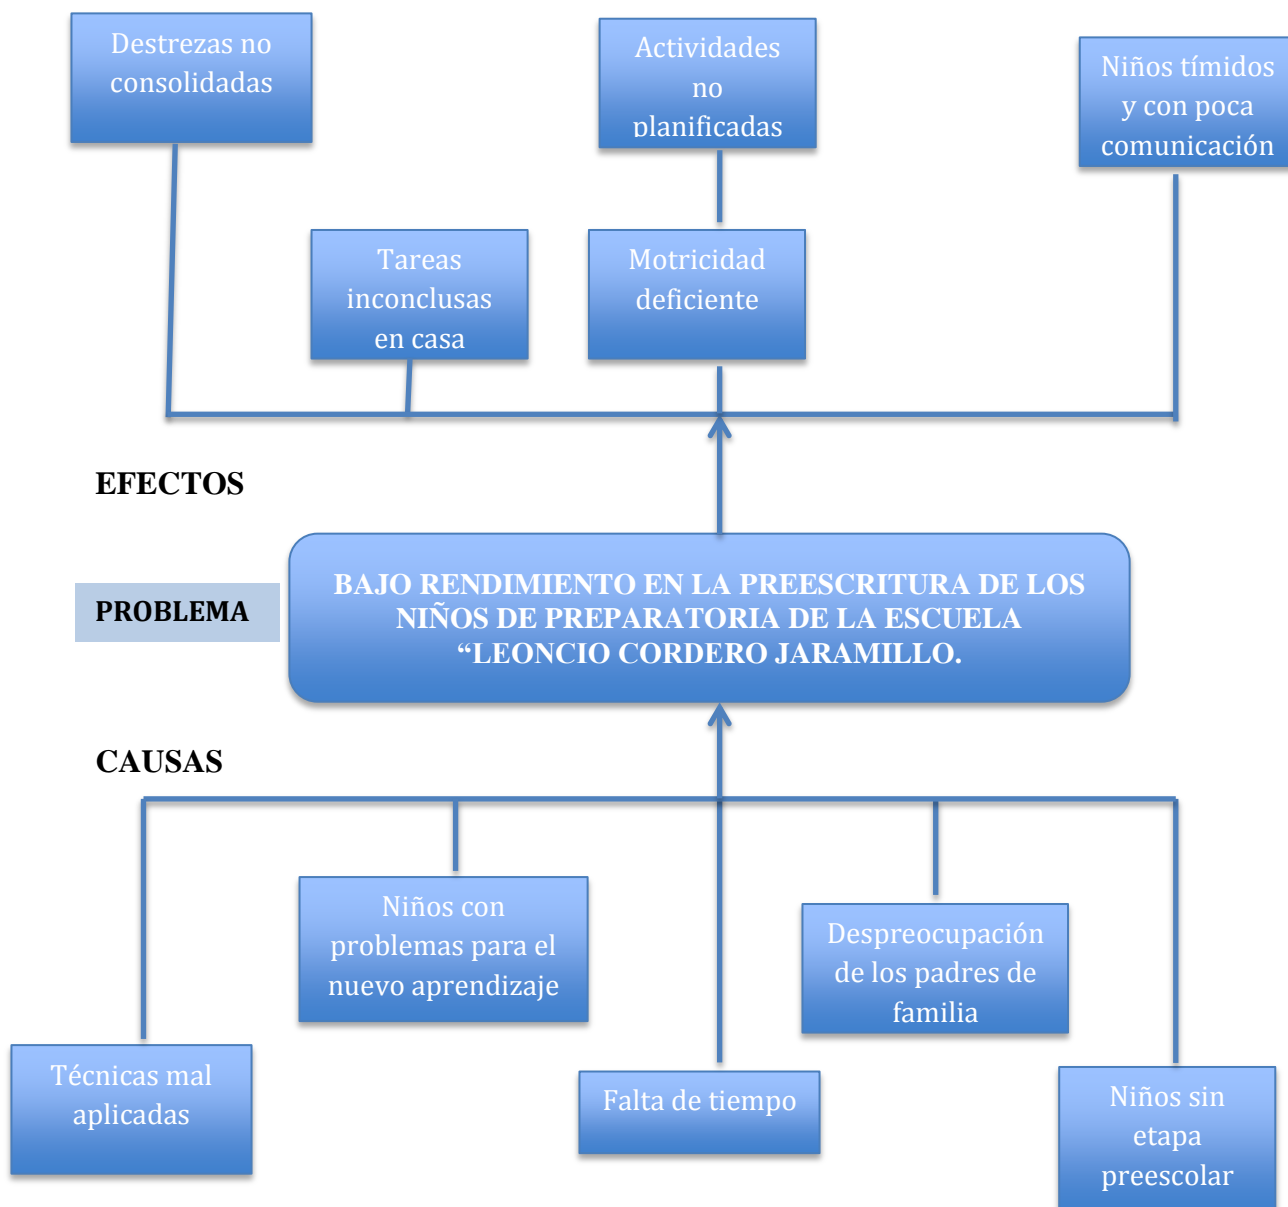 Destrezas no
consolidadas
Actividades
no
planificadas
Niños tímidos
y con poca
comunicación
Tareas
inconclusas
en casa
Motricidad
deficiente
EFECTOS
PROBLEMA
BAJO RENDIMIENTO EN LA PREESCRITURA DE LOS
NIÑOS DE PREPARATORIA DE LA ESCUELA
“LEONCIO CORDERO JARAMILLO.
CAUSAS
Niños con
problemas para el
nuevo aprendizaje
Despreocupación
de los padres de
familia
Técnicas mal
aplicadas
Falta de tiempo
Niños sin
etapa
preescolar